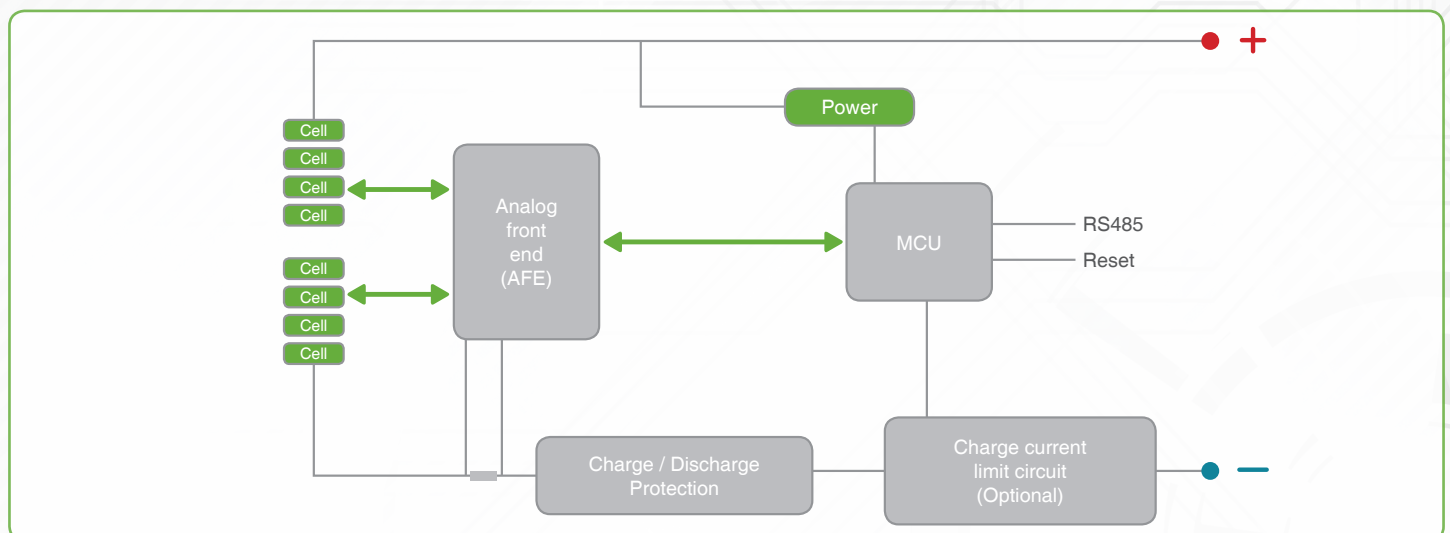 +
Power
Cell
Cell
Cell
Cell
Analog
front
end
(AFE)
MCU
RS485
Reset
Cell
Cell
Cell
Cell
Charge / Discharge
Protection
Charge current
limit circuit
(Optional)
−